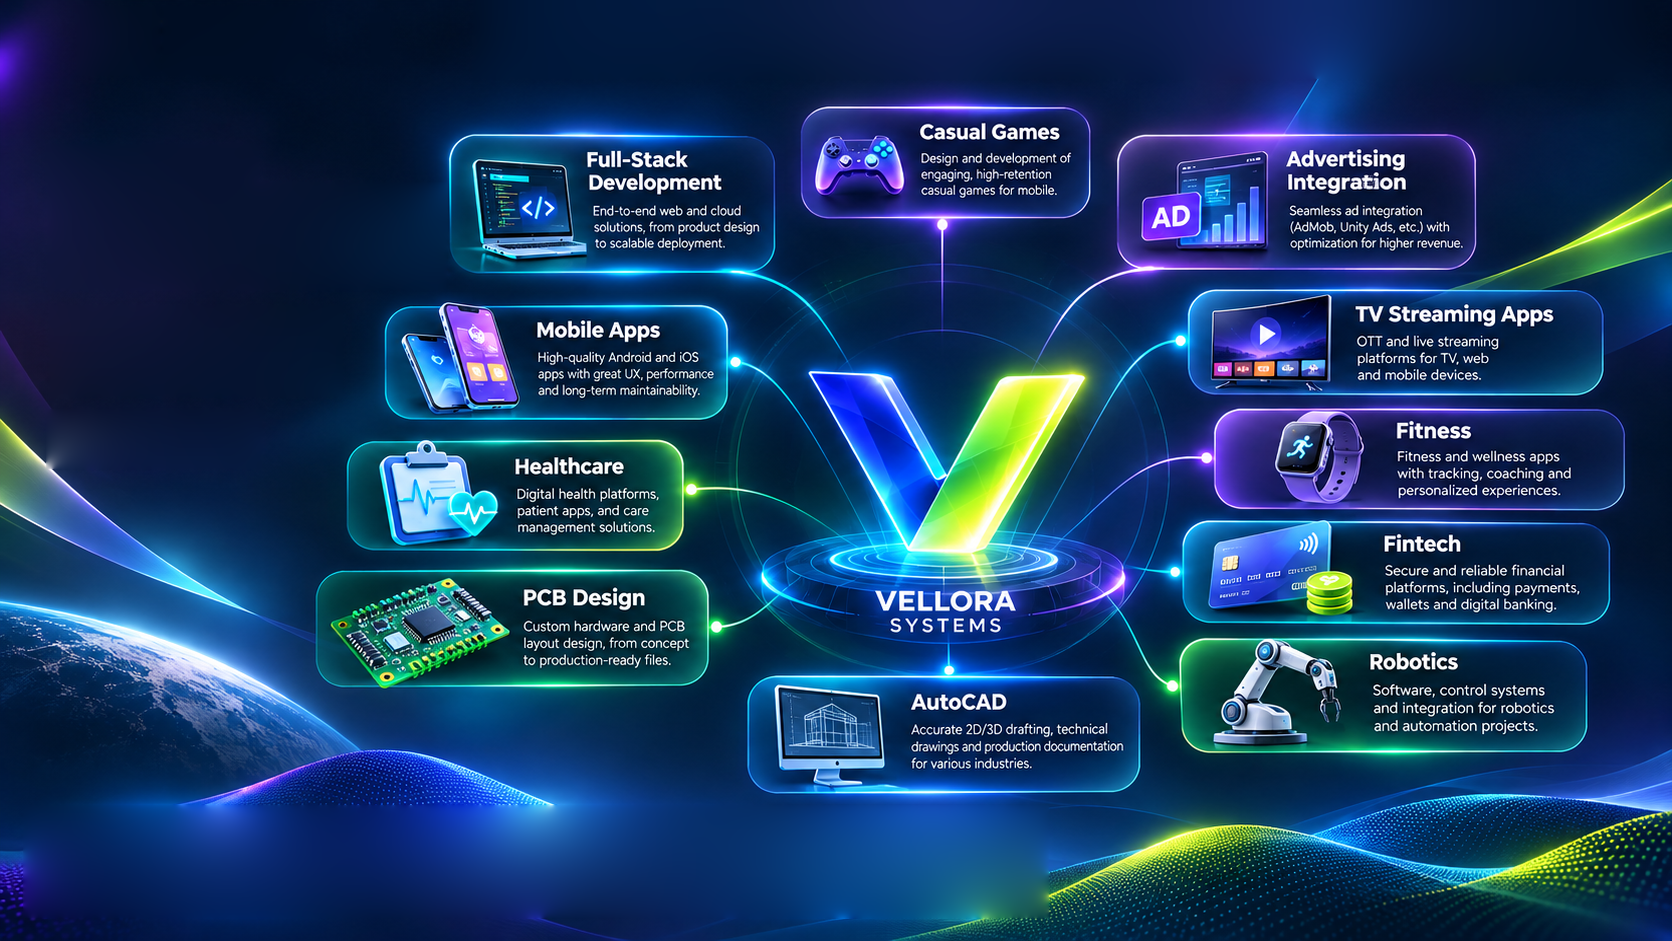 Full-Stack
Development
End-to-end web and cloud
solutions, from product design
to scalable deployment.
</>
Casual Games
Design and development of
engaging, high-retention
casual games for mobile.
Advertising
Integration
Seamless ad integration
(AdMob, Unity Ads, etc.) with
optimization for higher revenue.
AD
Mobile Apps
High-quality Android and iOS
apps with great UX, performance
and long-term maintainability.
TV Streaming Apps
OTT and live streaming
platforms for TV, web
and mobile devices.
Healthcare
Digital health platforms,
patient apps, and care
management solutions.
Fitness
Fitness and wellness apps
with tracking, coaching and
personalized experiences.
PCB Design
Custom hardware and PCB
layout design, from concept
to production-ready files.
Fintech
Secure and reliable financial
platforms, including payments,
wallets and digital banking.
VELLORA
SYSTEMS
AutoCAD
Accurate 2D/3D drafting, technical
drawings and production documentation
for various industries.
Robotics
Software, control systems
and integration for robotics
and automation projects.